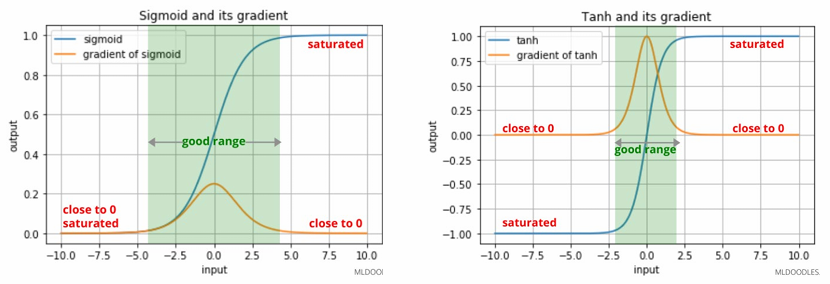 Sigmoid and its gradient
sigmoid
gradient of sigmoid
saturated
good range
close to 0
saturated
close to 0
output
1.0
0.8
0.6
0.4
0.2
0.0
−10.0 −7.5 −5.0 −2.5 0.0 2.5 5.0 7.5 10.0
input
MLDOO
Tanh and its gradient
tanh
gradient of tanh
saturated
close to 0
close to 0
good range
saturated
output
1.00
0.75
0.50
0.25
0.00
−0.25
−0.50
−0.75
−1.00
−10.0 −7.5 −5.0 −2.5 0.0 2.5 5.0 7.5 10.0
input
MLDOODLES